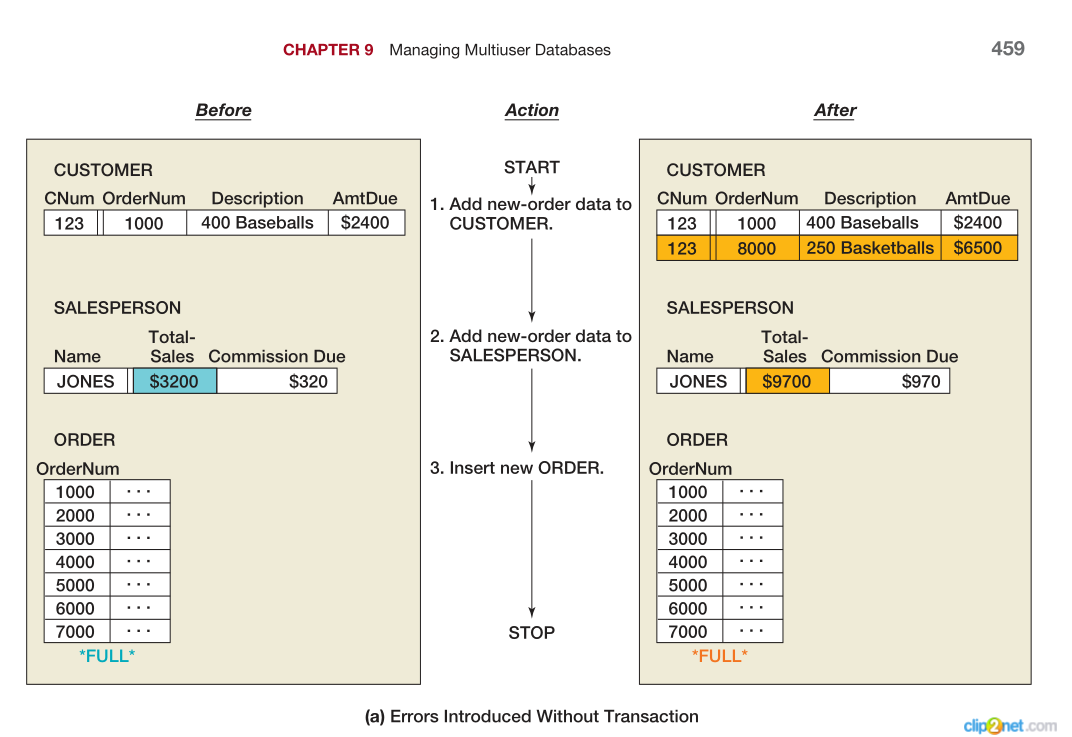 CHAPTER 9 Managing Multiuser Databases 459
Before Action After
CUSTOMER
CNum OrderNum Description AmtDue
123 1000 400 Baseballs $2400
SALESPERSON
Total-
Name Sales Commission Due
JONES $3200 $320
ORDER
OrderNum
1000 · · ·
2000 · · ·
3000 · · ·
4000 · · ·
5000 · · ·
6000 · · ·
7000 · · ·
*FULL*
START
1. Add new-order data to
CUSTOMER.
2. Add new-order data to
SALESPERSON.
3. Insert new ORDER.
STOP
CUSTOMER
CNum OrderNum Description AmtDue
123 1000 400 Baseballs $2400
123 8000 250 Basketballs $6500
SALESPERSON
Total-
Name Sales Commission Due
JONES $9700 $970
ORDER
OrderNum
1000 · · ·
2000 · · ·
3000 · · ·
4000 · · ·
5000 · · ·
6000 · · ·
7000 · · ·
*FULL*
(a) Errors Introduced Without Transaction
clip2net.com